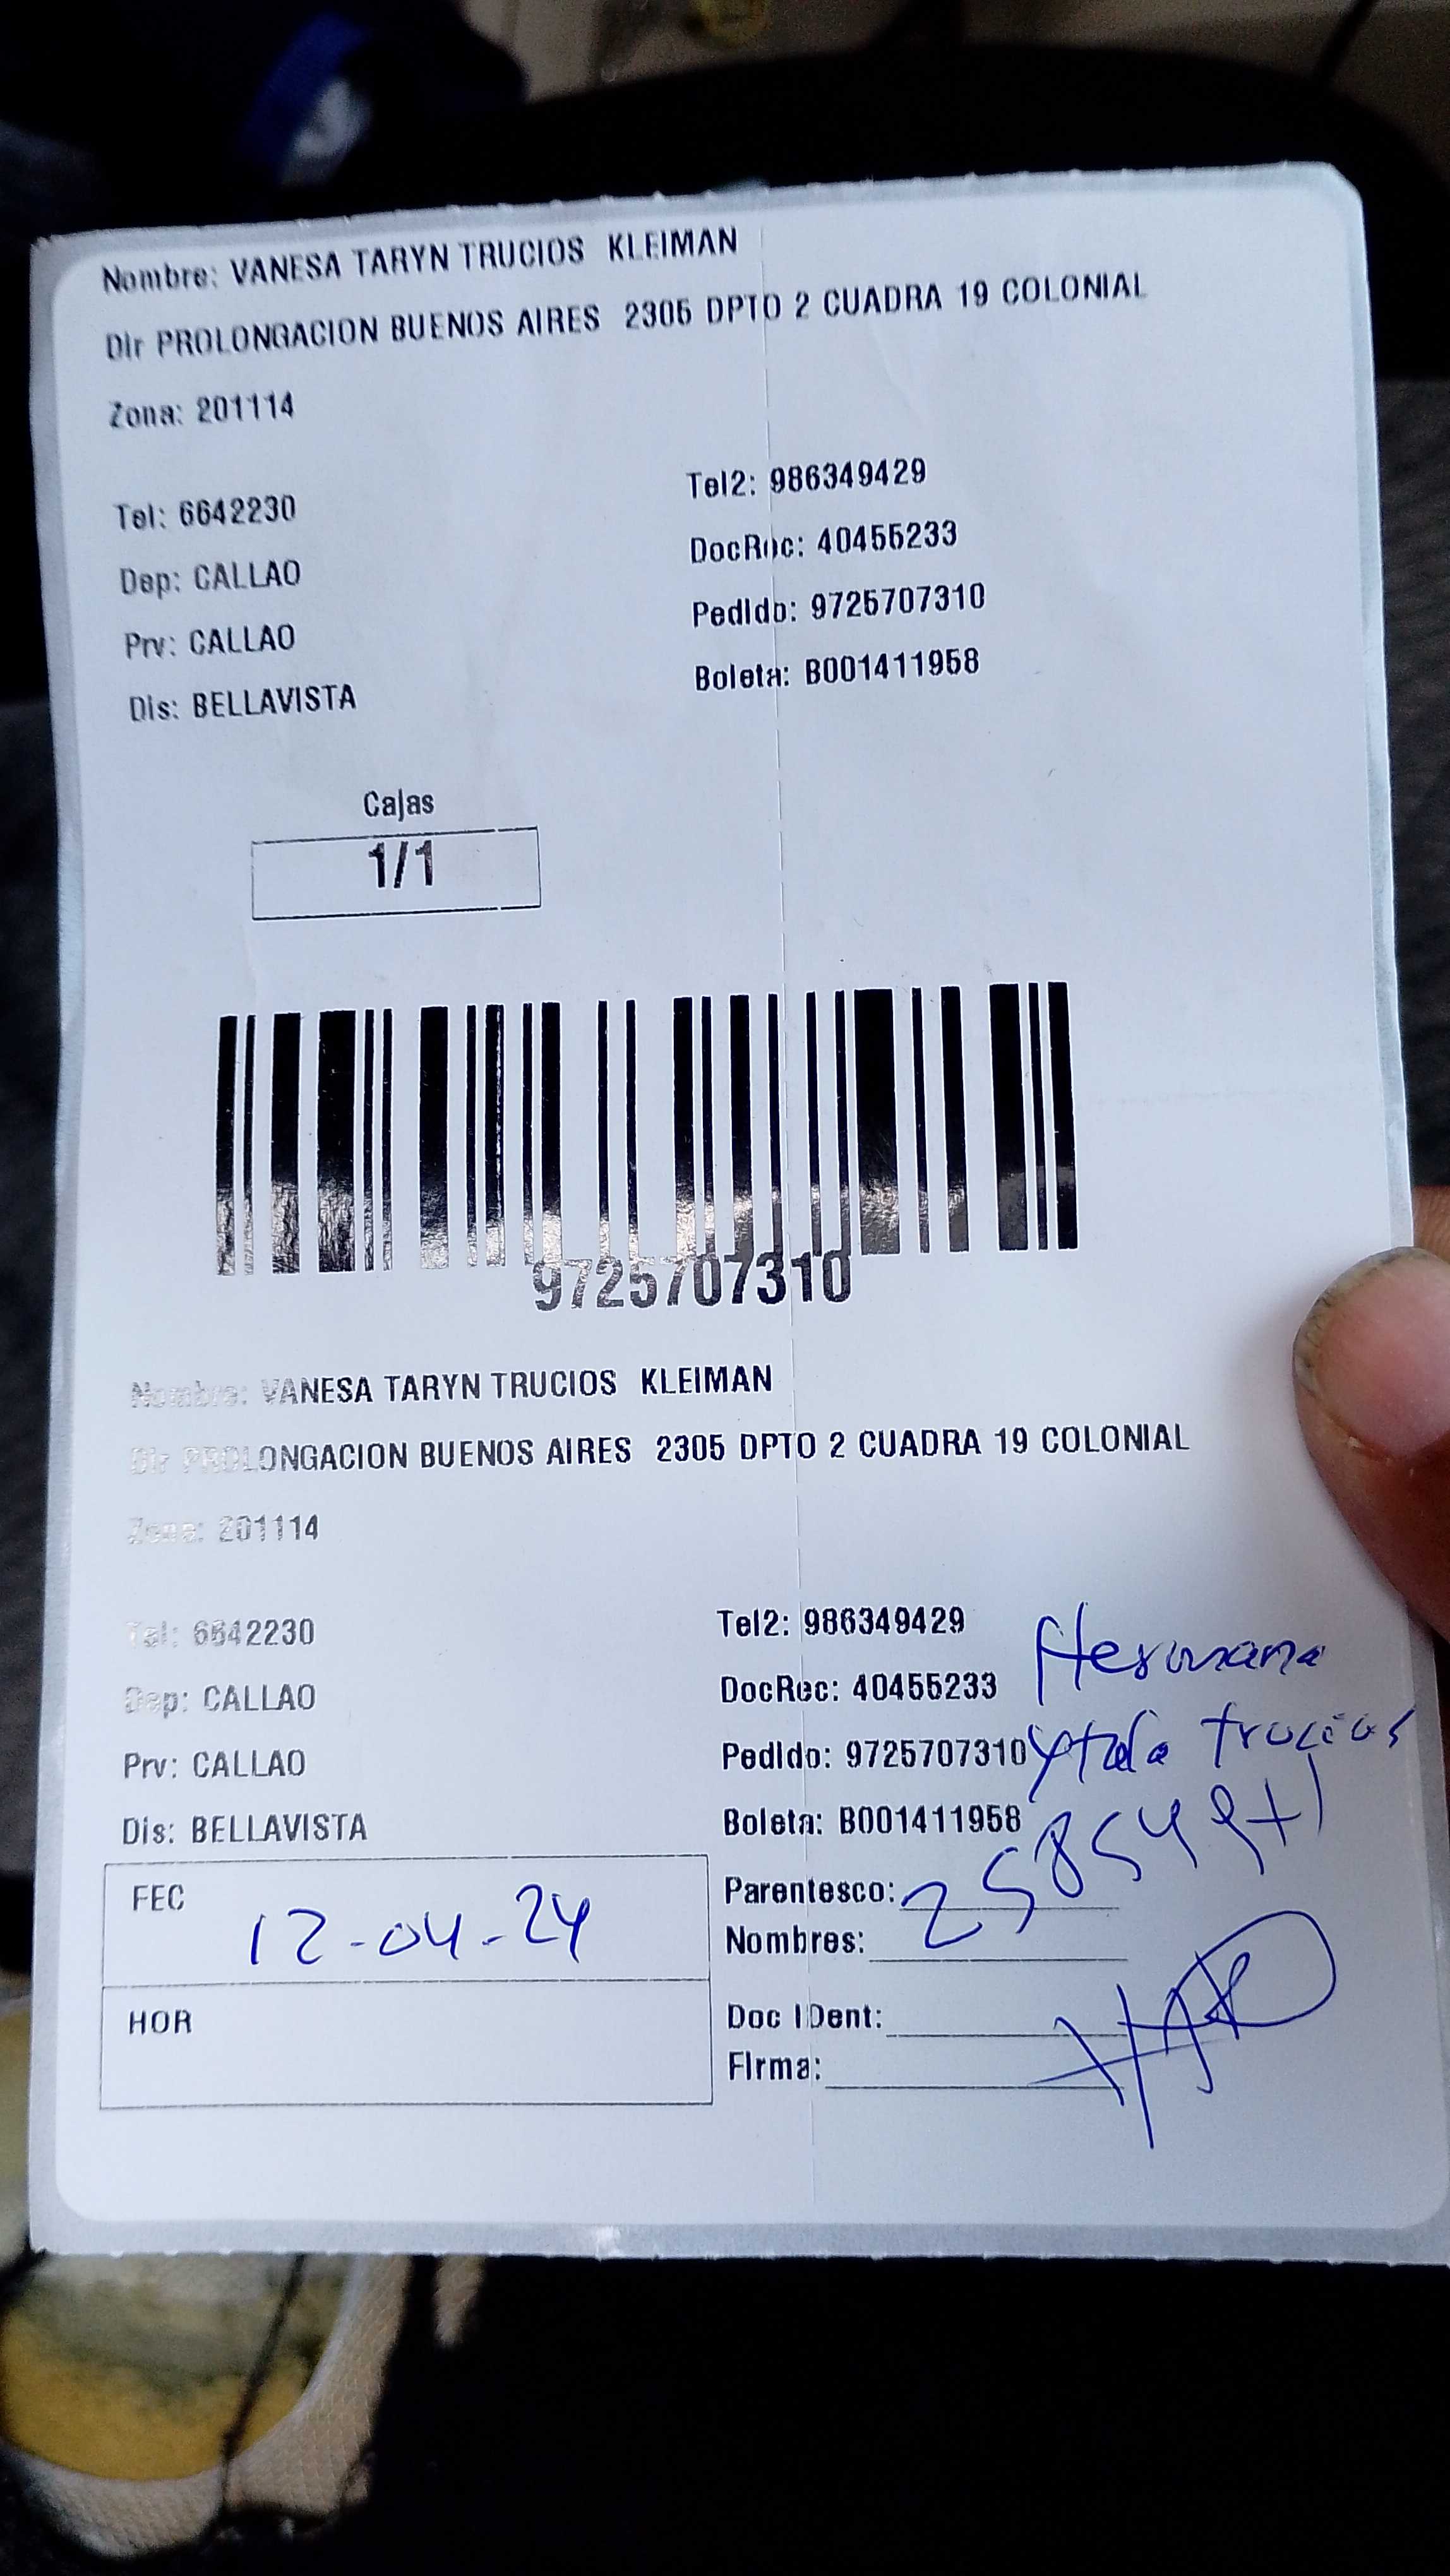 Nombre: VANESA TARYN TRUCIOS KLEIMAN
Dir PROLONGACION BUENOS AIRES 2305 DPTO 2 CUADRA 19 COLONIAL
Zona: 201114
Tel: 6642230 Tel2: 986349429
Dep: CALLAO DocRec: 40455233
Prv: CALLAO Pedido: 9725707310
Dis: BELLAVISTA Boleta: B001411958
Cajas
1/1
9725707310
Nombre: VANESA TARYN TRUCIOS KLEIMAN
Dir PROLONGACION BUENOS AIRES 2305 DPTO 2 CUADRA 19 COLONIAL
Zona: 201114
Tel: 6642230 Tel2: 986349429 Hermana
Dep: CALLAO DocRec: 40455233
Prv: CALLAO Pedido: 9725707310 trucios
Dis: BELLAVISTA Boleta: B001411958
FEC 12-04-24 Parentesco:
Nombres:
HOR Doc IDent:
Firma: